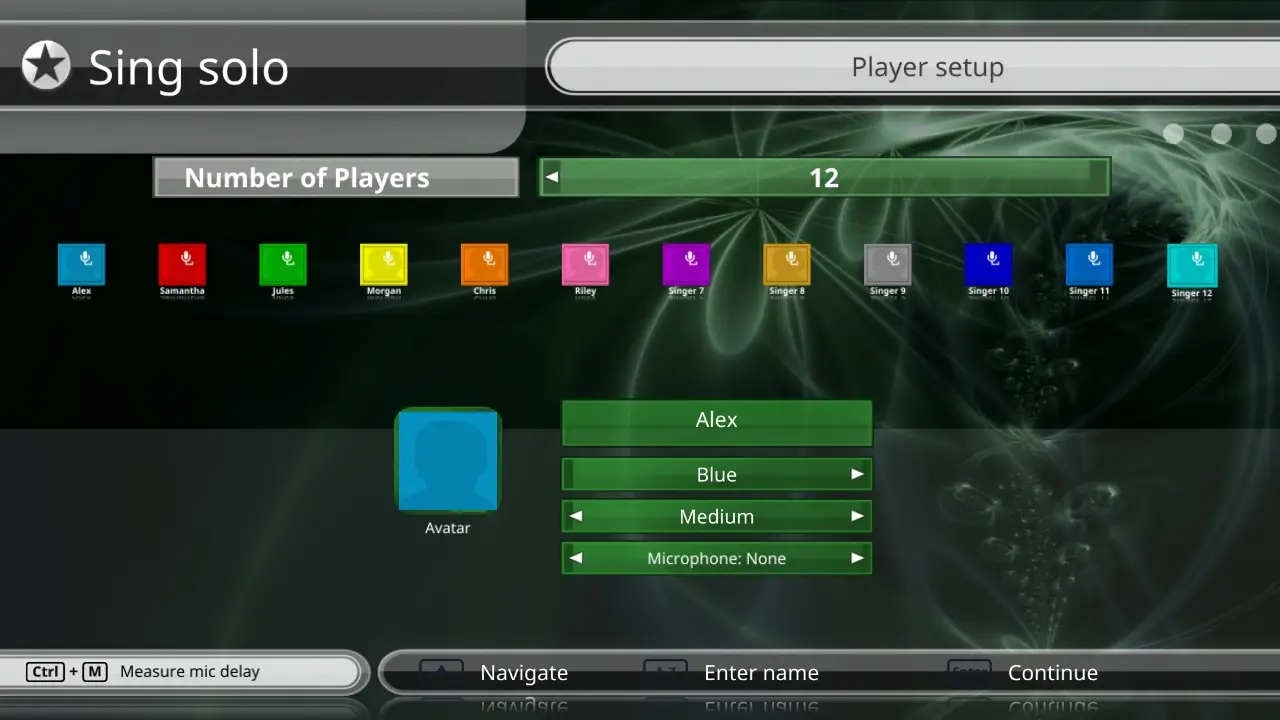 Sing solo
Player setup
Number of Players
12
Alex
Samantha
Jules
Morgan
Chris
Riley
Singer 7
Singer 8
Singer 9
Singer 10
Singer 11
Singer 12
Alex
Blue
Medium
Microphone: None
Avatar
Ctrl + M Measure mic delay
Navigate
A-Z Enter name
Enter Continue